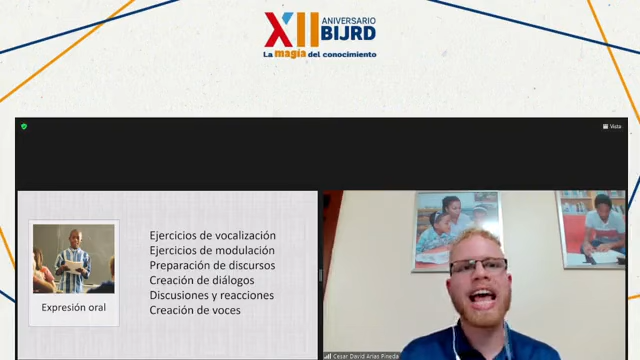 XII ANIVERSARIO
BIJRD
La magia del conocimiento
Vista
Ejercicios de vocalización
Ejercicios de modulación
Preparación de discursos
Creación de diálogos
Discusiones y reacciones
Creación de voces
Expresión oral
Cesar David Arias Pineda